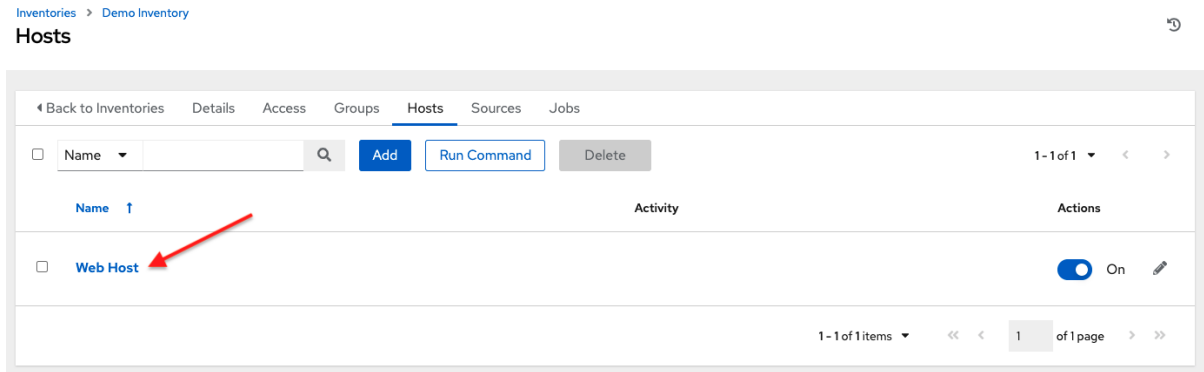 Inventories > Demo Inventory
Hosts
Back to Inventories Details Access Groups Hosts Sources Jobs
Name Add Run Command Delete 1 - 1 of 1
Name Activity Actions
Web Host On
1 - 1 of 1 items 1 of 1 page